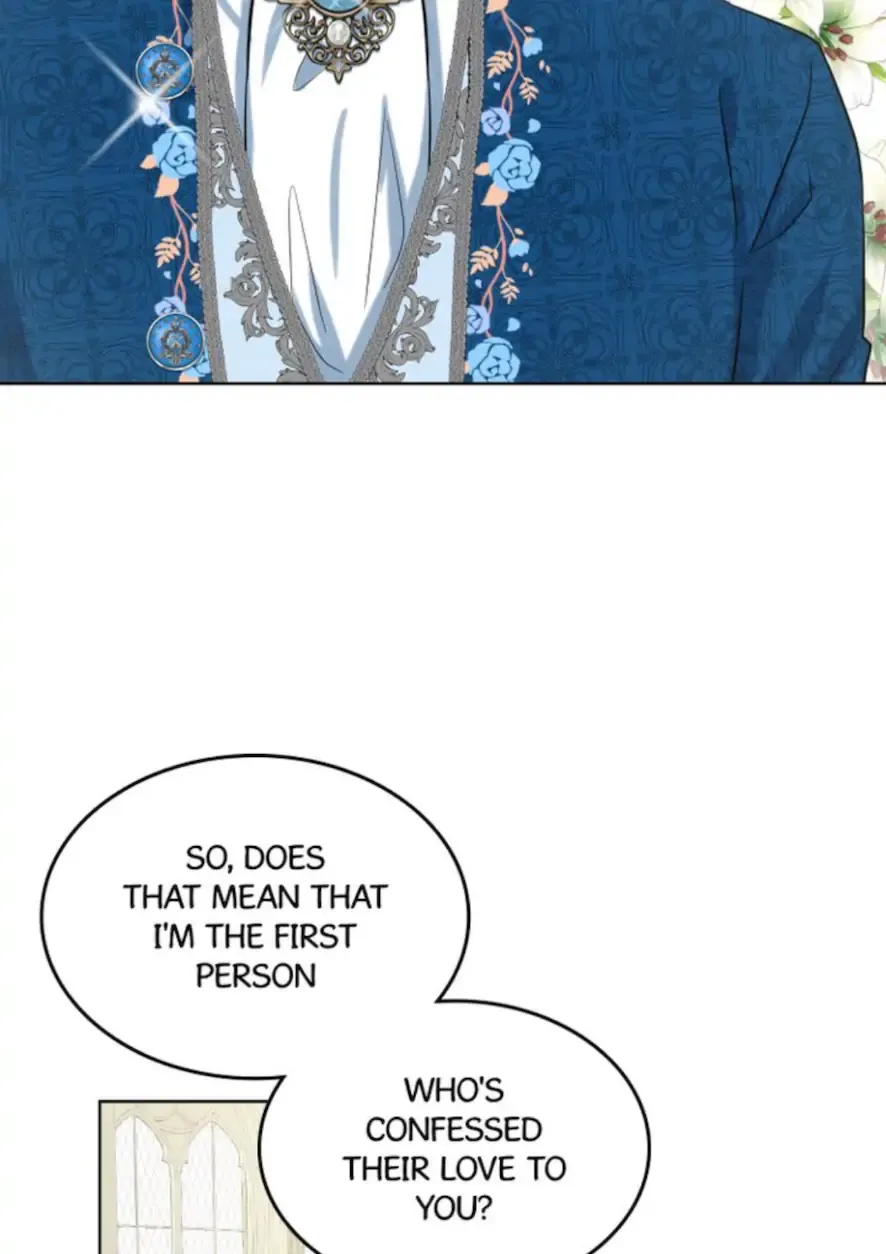 SO, DOES
THAT MEAN THAT
I'M THE FIRST
PERSON
WHO'S
CONFESSED
THEIR LOVE TO
YOU?